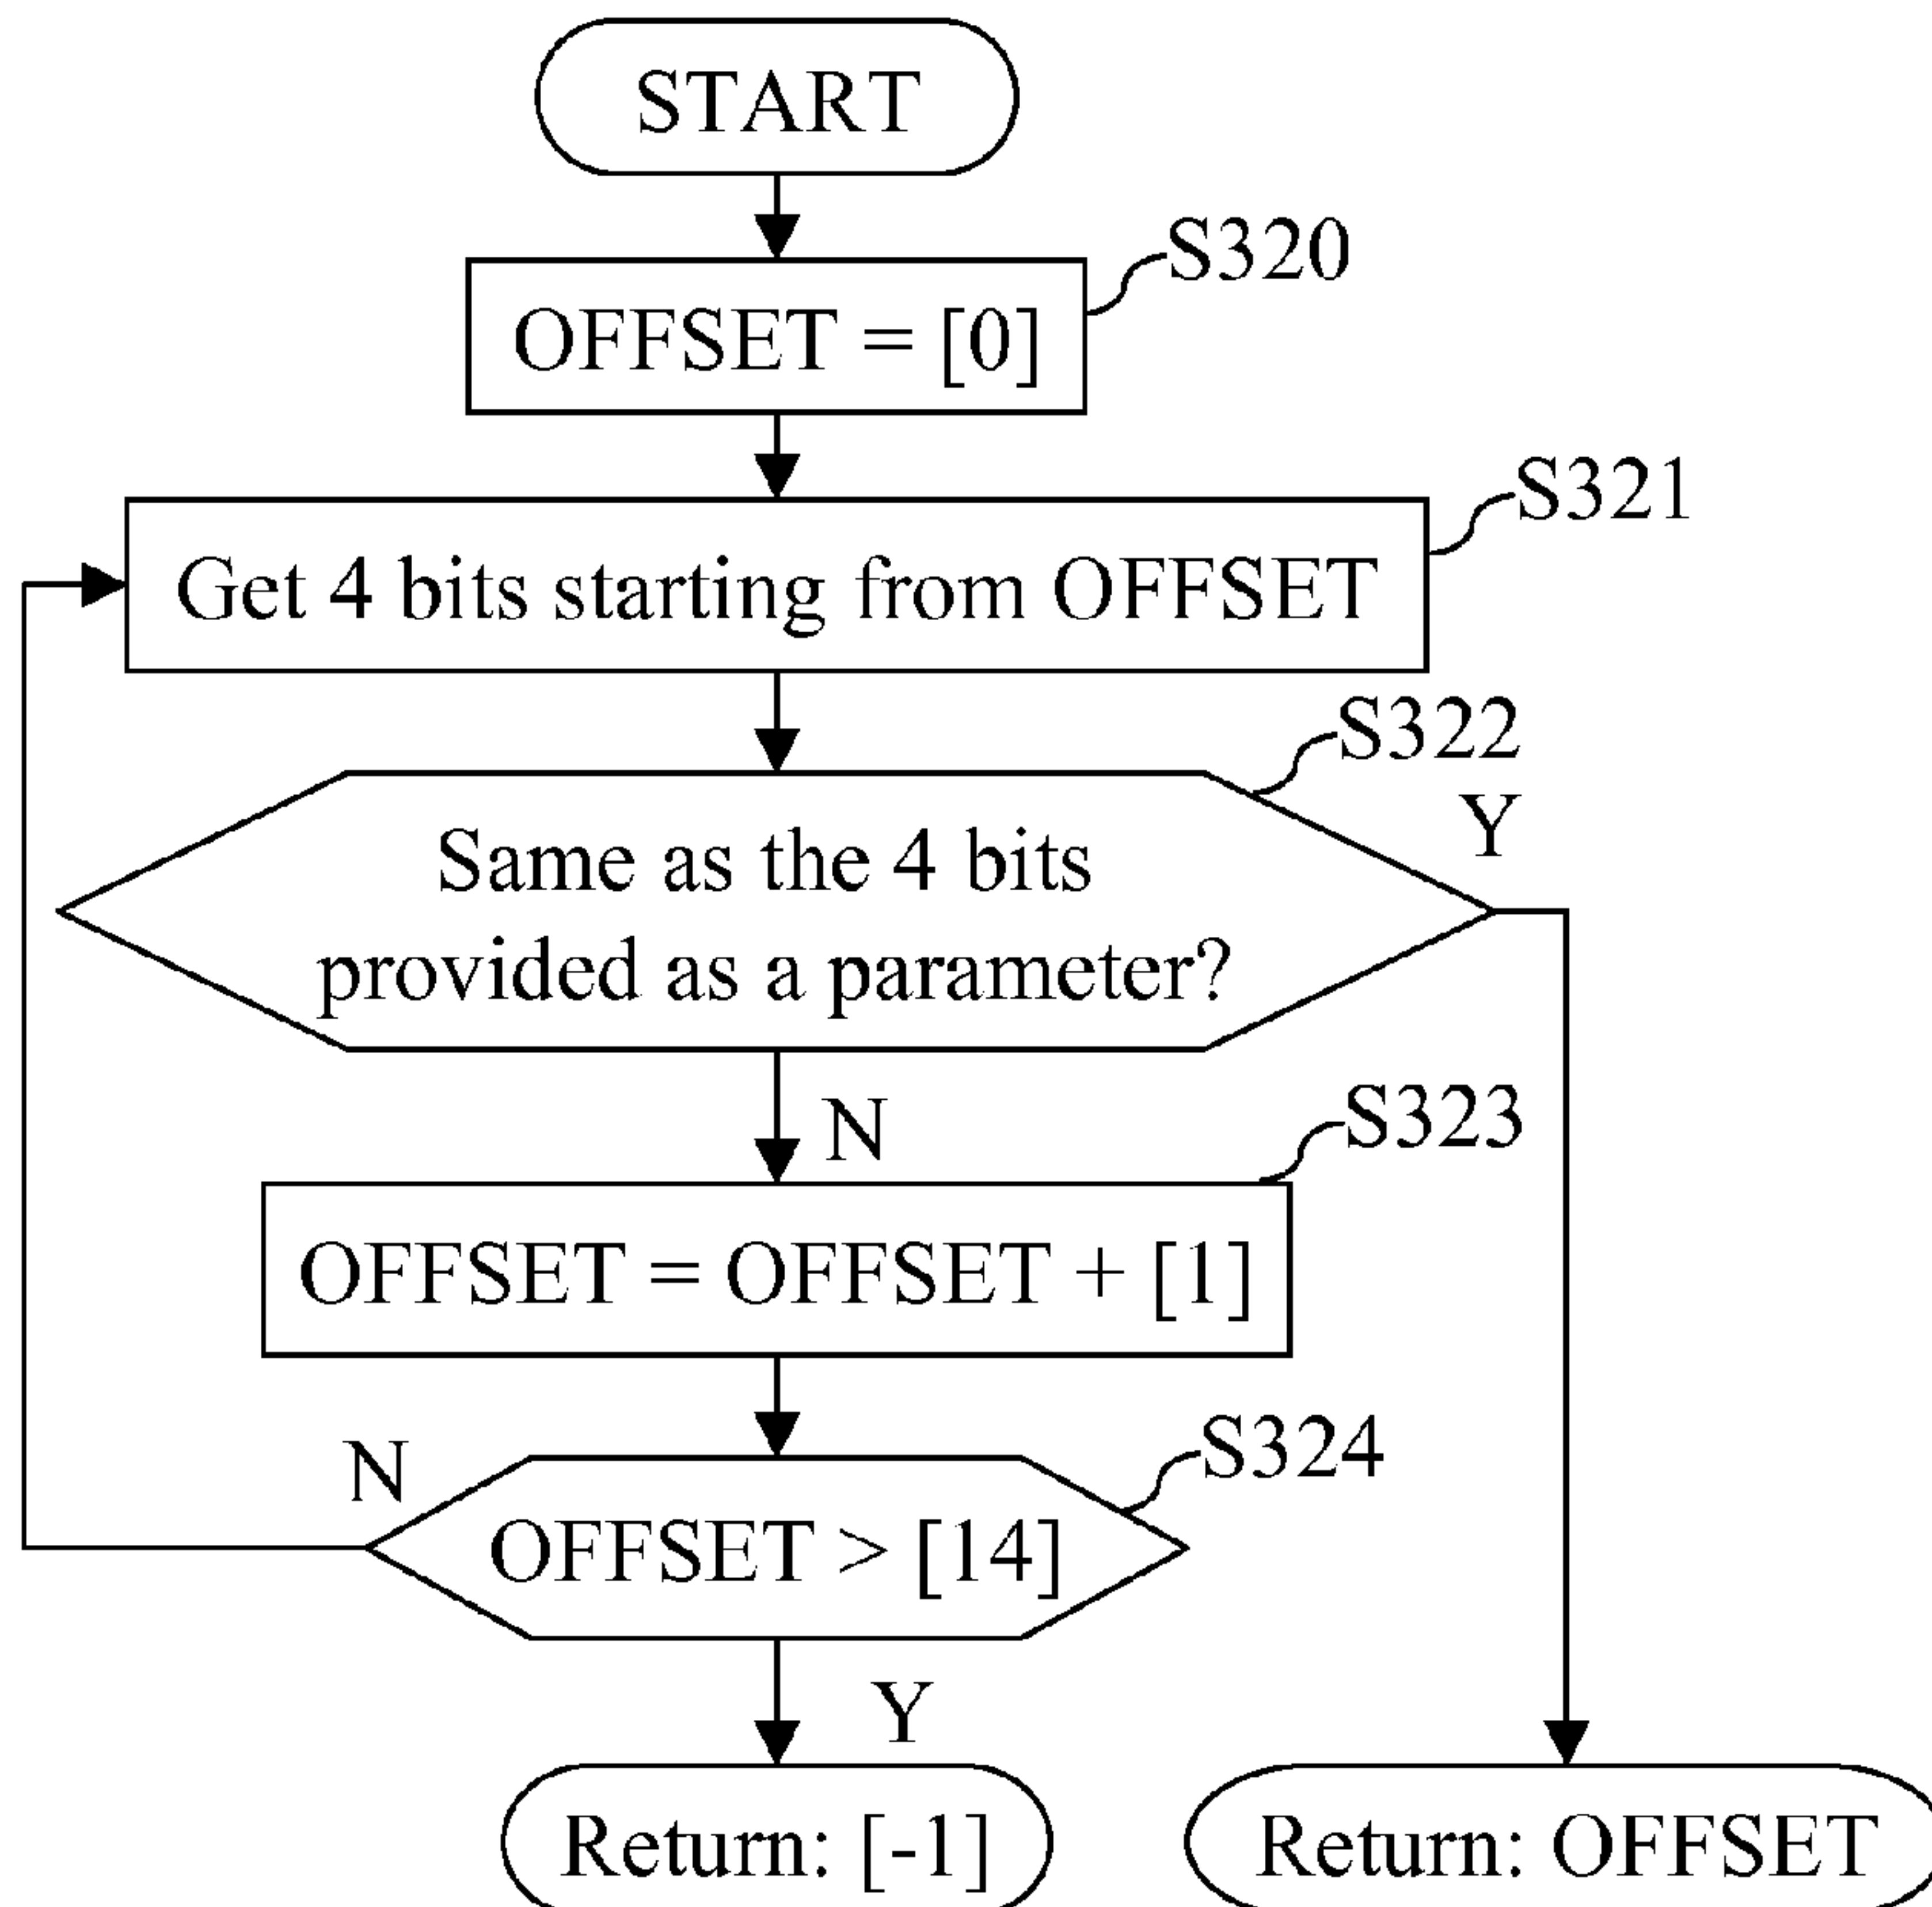 START
S320
OFFSET = [0]
S321
Get 4 bits starting from OFFSET
S322
Y
Same as the 4 bits
provided as a parameter?
N
S323
OFFSET = OFFSET + [1]
N
S324
OFFSET > [14]
Y
Return: [-1]
Return: OFFSET